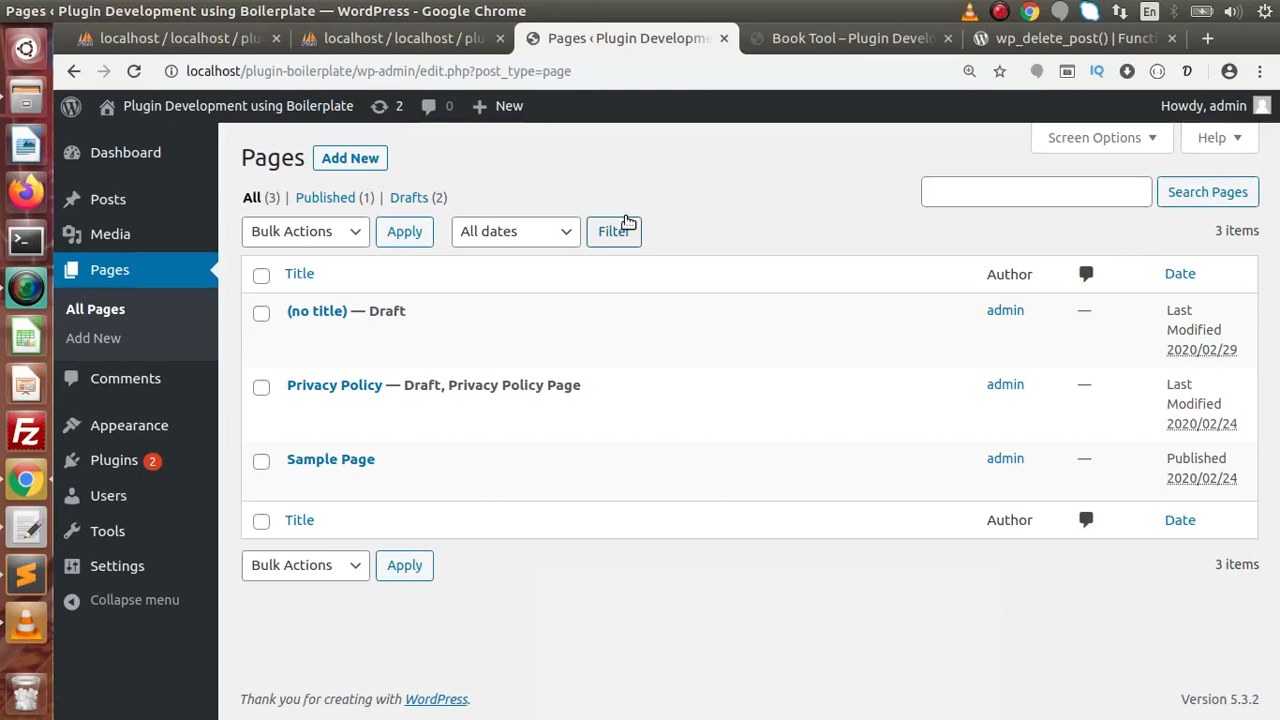 Pages ‹ Plugin Development using Boilerplate — WordPress - Google Chrome
En
localhost / localhost / plu × localhost / localhost / plu × Pages ‹ Plugin Developme × Book Tool – Plugin Devel × wp_delete_post() | Functi × +
localhost/plugin-boilerplate/wp-admin/edit.php?post_type=page
IQ
Plugin Development using Boilerplate 2 0 New Howdy, admin
Dashboard
Posts
Media
Pages
All Pages
Add New
Comments
Appearance
Plugins 2
Users
Tools
Settings
Collapse menu
Screen Options Help
Pages Add New
All (3) | Published (1) | Drafts (2)
Search Pages
Bulk Actions Apply All dates Filter 3 items
Title Author Date
(no title) — Draft admin — Last Modified 2020/02/29
Privacy Policy — Draft, Privacy Policy Page admin — Last Modified 2020/02/24
Sample Page admin — Published 2020/02/24
Title Author Date
Bulk Actions Apply 3 items
Thank you for creating with WordPress. Version 5.3.2